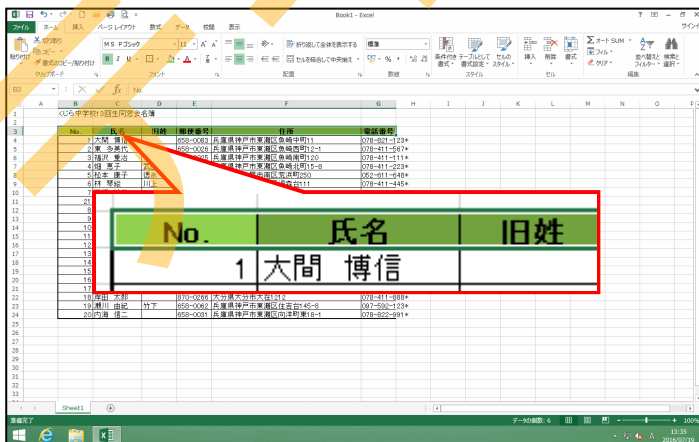 Book1 - Excel
サインイン
ファイル ホーム 挿入 ページ レイアウト 数式 データ 校閲 表示
切り取り
コピー
書式のコピー/貼り付け
貼り付け
MS Pゴシック 11
折り返して全体を表示する
セルを結合して中央揃え
標準
条件付き書式 テーブルとして書式設定 セルのスタイル
挿入 削除 書式
オート SUM
フィル
クリア
並べ替えとフィルター 検索と選択
クリップボード フォント 配置 数値 スタイル セル 編集
No
A B C D E F G H I J K L M N O
くじら中学校13回生同窓会名簿
No. 氏名 旧姓 郵便番号 住所 電話番号
1 大間 博信 658-0083 兵庫県神戸市東灘区魚崎中町11 078-821-123*
2 東 多美代 658-0026 兵庫県神戸市東灘区魚崎西町12-1 078-411-567*
3 福沢 重治 兵庫県神戸市東灘区魚崎南町120 078-411-111*
4 畑 恵子 兵庫県神戸市東灘区魚崎北町15-8 078-411-223*
5 松本 康子 徳永 052-611-648*
6 林 琴絵 川上 078-411-445*
No. 氏名 旧姓
1 大間 博信
18 岸田 太郎 870-0266 大分県大分市大在1212 078-411-888*
19 瀬川 由紀 竹下 658-0062 兵庫県神戸市東灘区住吉台145-8 097-592-123*
20 内海 信二 658-0031 兵庫県神戸市東灘区向洋町東18-1 078-822-991*
Sheet1
準備完了
データの個数: 6
100%
13:35
2016/07/19